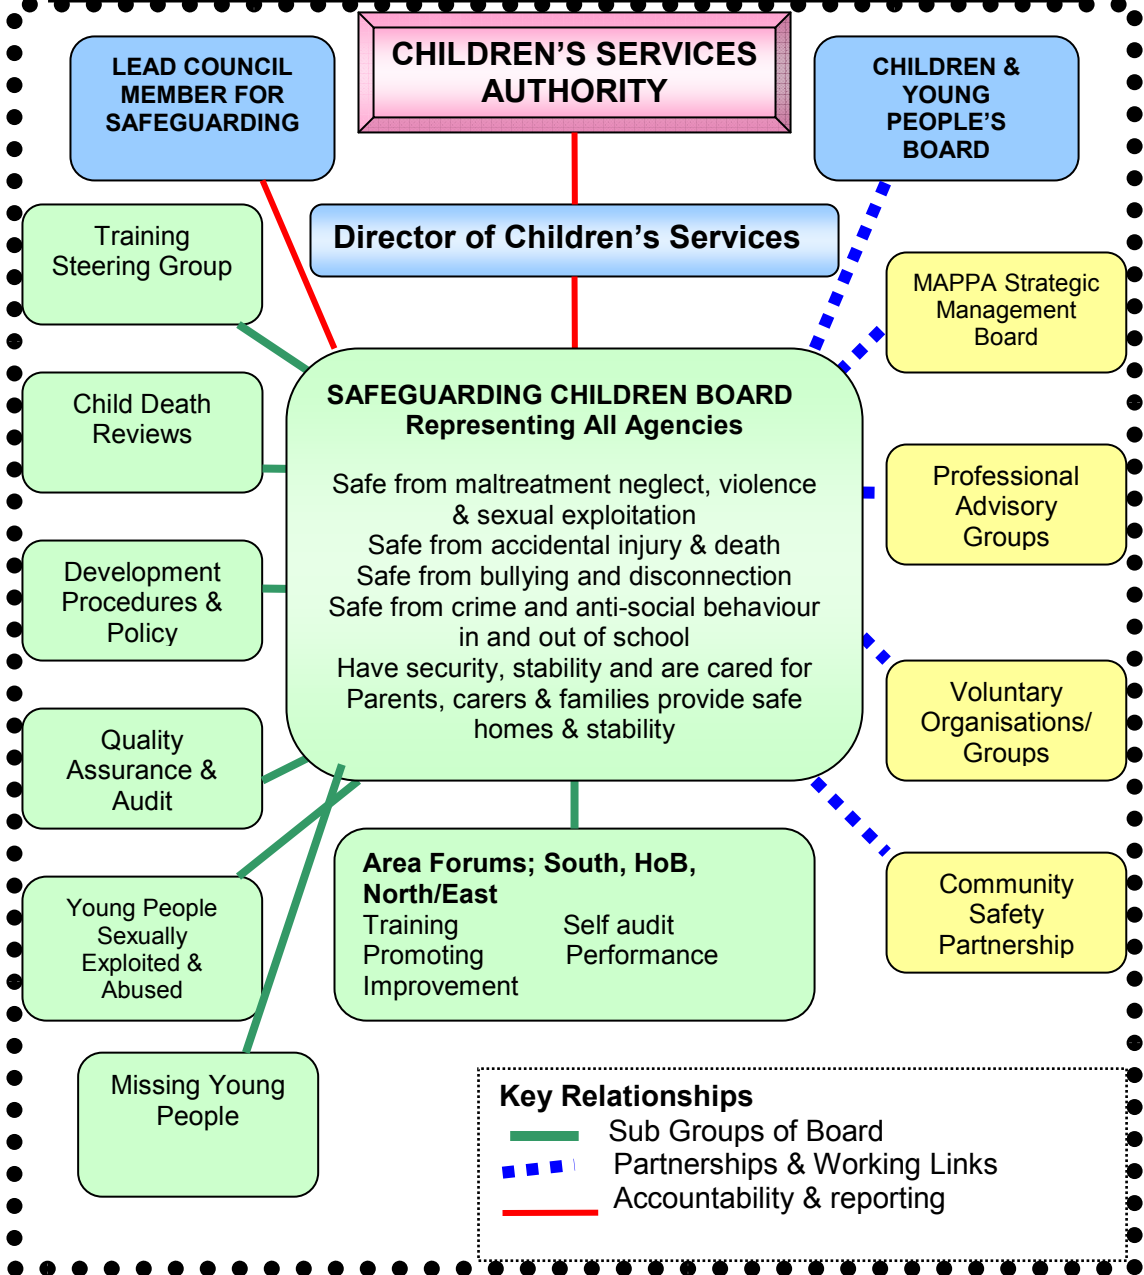 CHILDREN'S SERVICES
AUTHORITY
LEAD COUNCIL
MEMBER FOR
SAFEGUARDING
CHILDREN &
YOUNG
PEOPLE'S
BOARD
Director of Children's Services
Training
Steering Group
Child Death
Reviews
Development
Procedures &
Policy
Quality
Assurance &
Audit
Young People
Sexually
Exploited &
Abused
Missing Young
People
SAFEGUARDING CHILDREN BOARD
Representing All Agencies
Safe from maltreatment neglect, violence
& sexual exploitation
Safe from accidental injury & death
Safe from bullying and disconnection
Safe from crime and anti-social behaviour
in and out of school
Have security, stability and are cared for
Parents, carers & families provide safe
homes & stability
MAPPA Strategic
Management
Board
Professional
Advisory
Groups
Voluntary
Organisations/
Groups
Community
Safety
Partnership
Area Forums; South, HoB,
North/East
Training Self audit
Promoting Performance
Improvement
Key Relationships
Sub Groups of Board
Partnerships & Working Links
Accountability & reporting